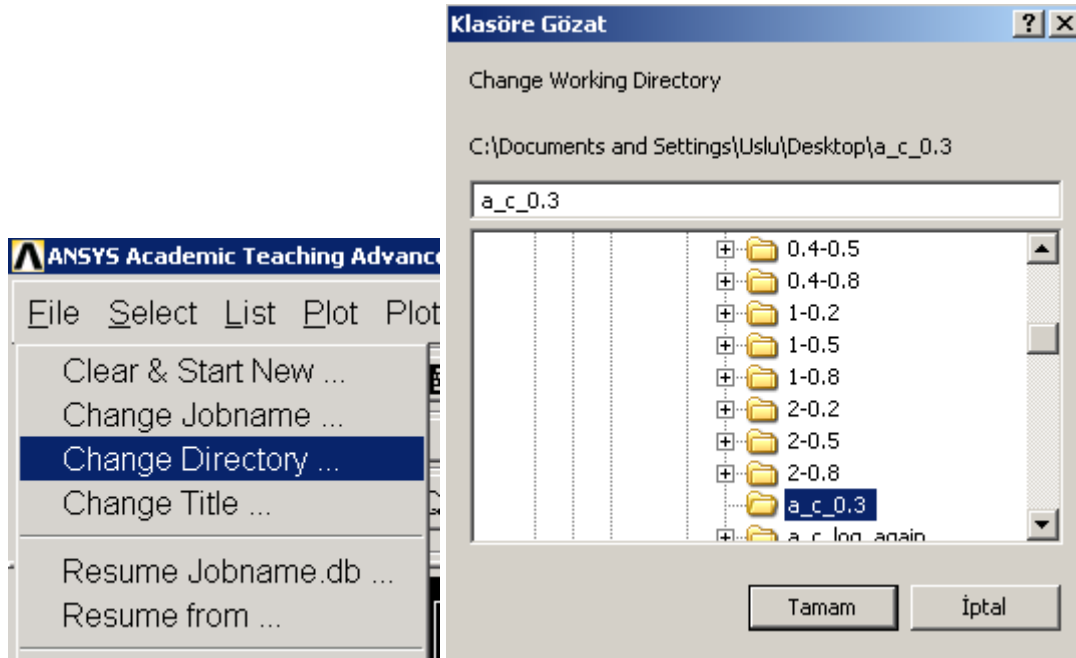 ANSYS Academic Teaching Advanc
File Select List Plot Plot
Clear & Start New ...
Change Jobname ...
Change Directory ...
Change Title ...
Resume Jobname.db ...
Resume from ...
Klasöre Gözat
Change Working Directory
C:\Documents and Settings\Uslu\Desktop\a_c_0.3
a_c_0.3
0.4-0.5
0.4-0.8
1-0.2
1-0.5
1-0.8
2-0.2
2-0.5
2-0.8
a_c_0.3
a_c_log_again
Tamam İptal